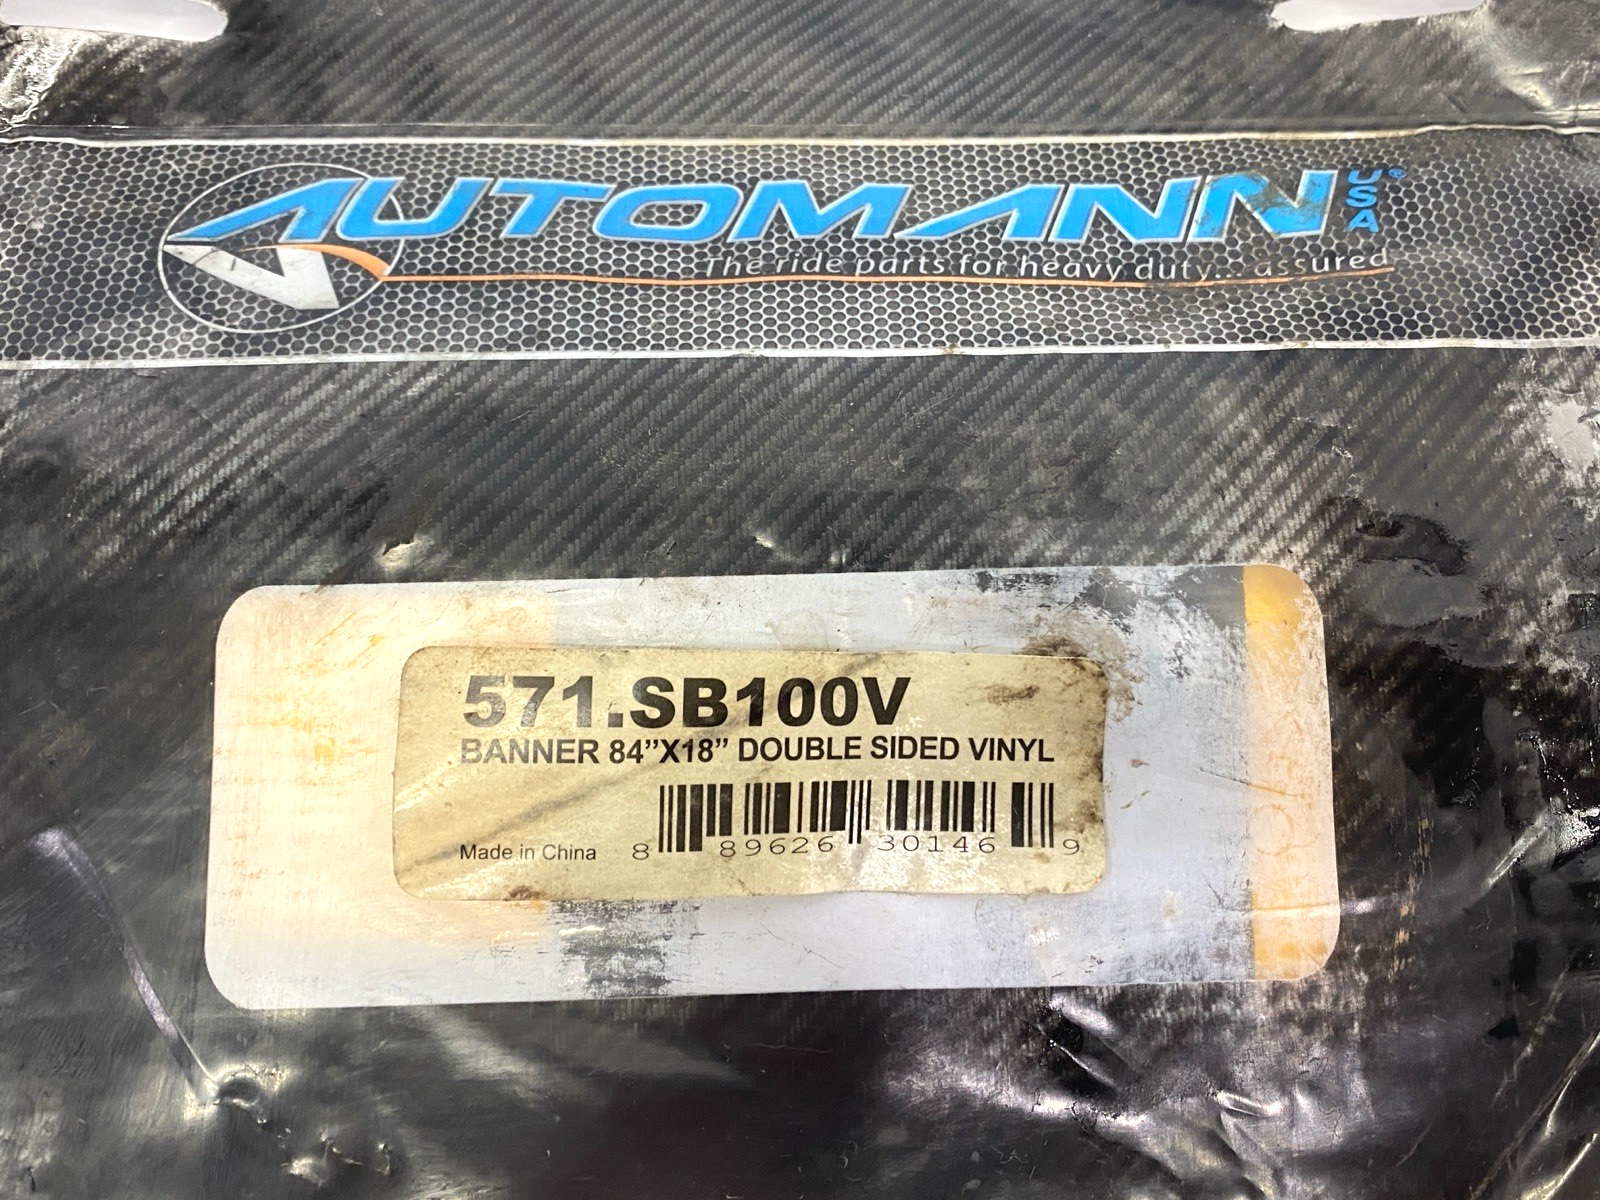 AUTOMANN USA®
The ride parts for heavy duty... assured
571.SB100V
BANNER 84”X18” DOUBLE SIDED VINYL
Made in China
8 89626 30146 9